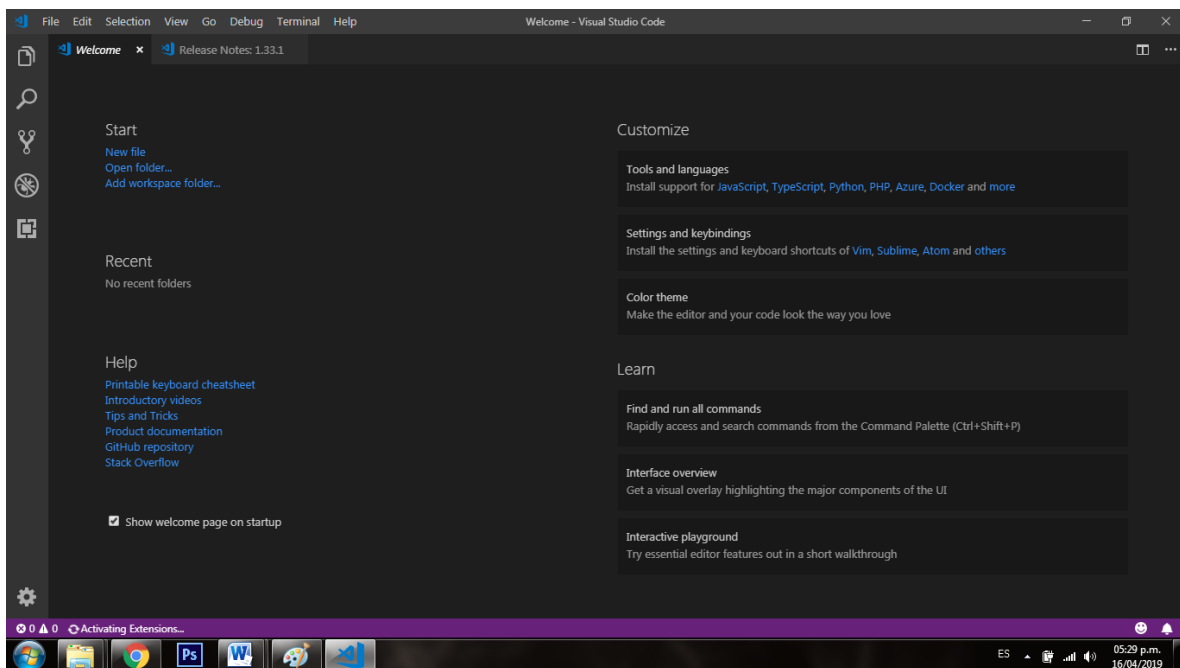 File Edit Selection View Go Debug Terminal Help Welcome - Visual Studio Code
Welcome Release Notes: 1.33.1
Start
New file
Open folder...
Add workspace folder...
Recent
No recent folders
Help
Printable keyboard cheatsheet
Introductory videos
Tips and Tricks
Product documentation
GitHub repository
Stack Overflow
Show welcome page on startup
Customize
Tools and languages
Install support for JavaScript, TypeScript, Python, PHP, Azure, Docker and more
Settings and keybindings
Install the settings and keyboard shortcuts of Vim, Sublime, Atom and others
Color theme
Make the editor and your code look the way you love
Learn
Find and run all commands
Rapidly access and search commands from the Command Palette (Ctrl+Shift+P)
Interface overview
Get a visual overlay highlighting the major components of the UI
Interactive playground
Try essential editor features out in a short walkthrough
0 0 Activating Extensions...
Ps W ES 05:29 p.m.
16/04/2019